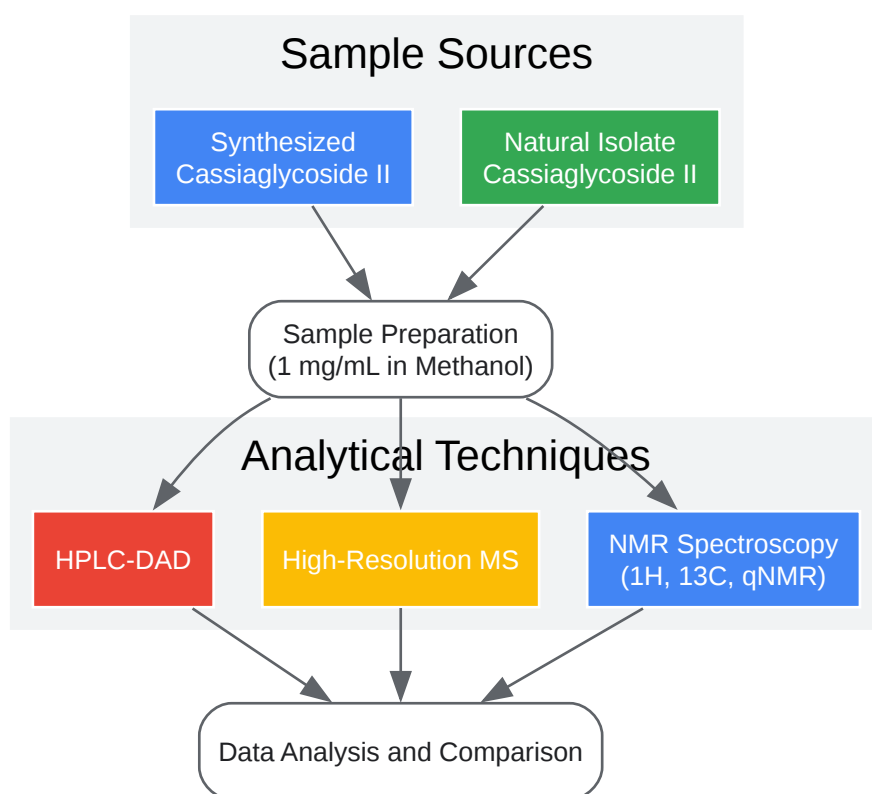 Sample Sources
Synthesized
Cassiaglycoside II
Natural Isolate
Cassiaglycoside II
Sample Preparation
(1 mg/mL in Methanol)
Analytical Techniques
HPLC-DAD
High-Resolution MS
NMR Spectroscopy
(1H, 13C, qNMR)
Data Analysis and Comparison